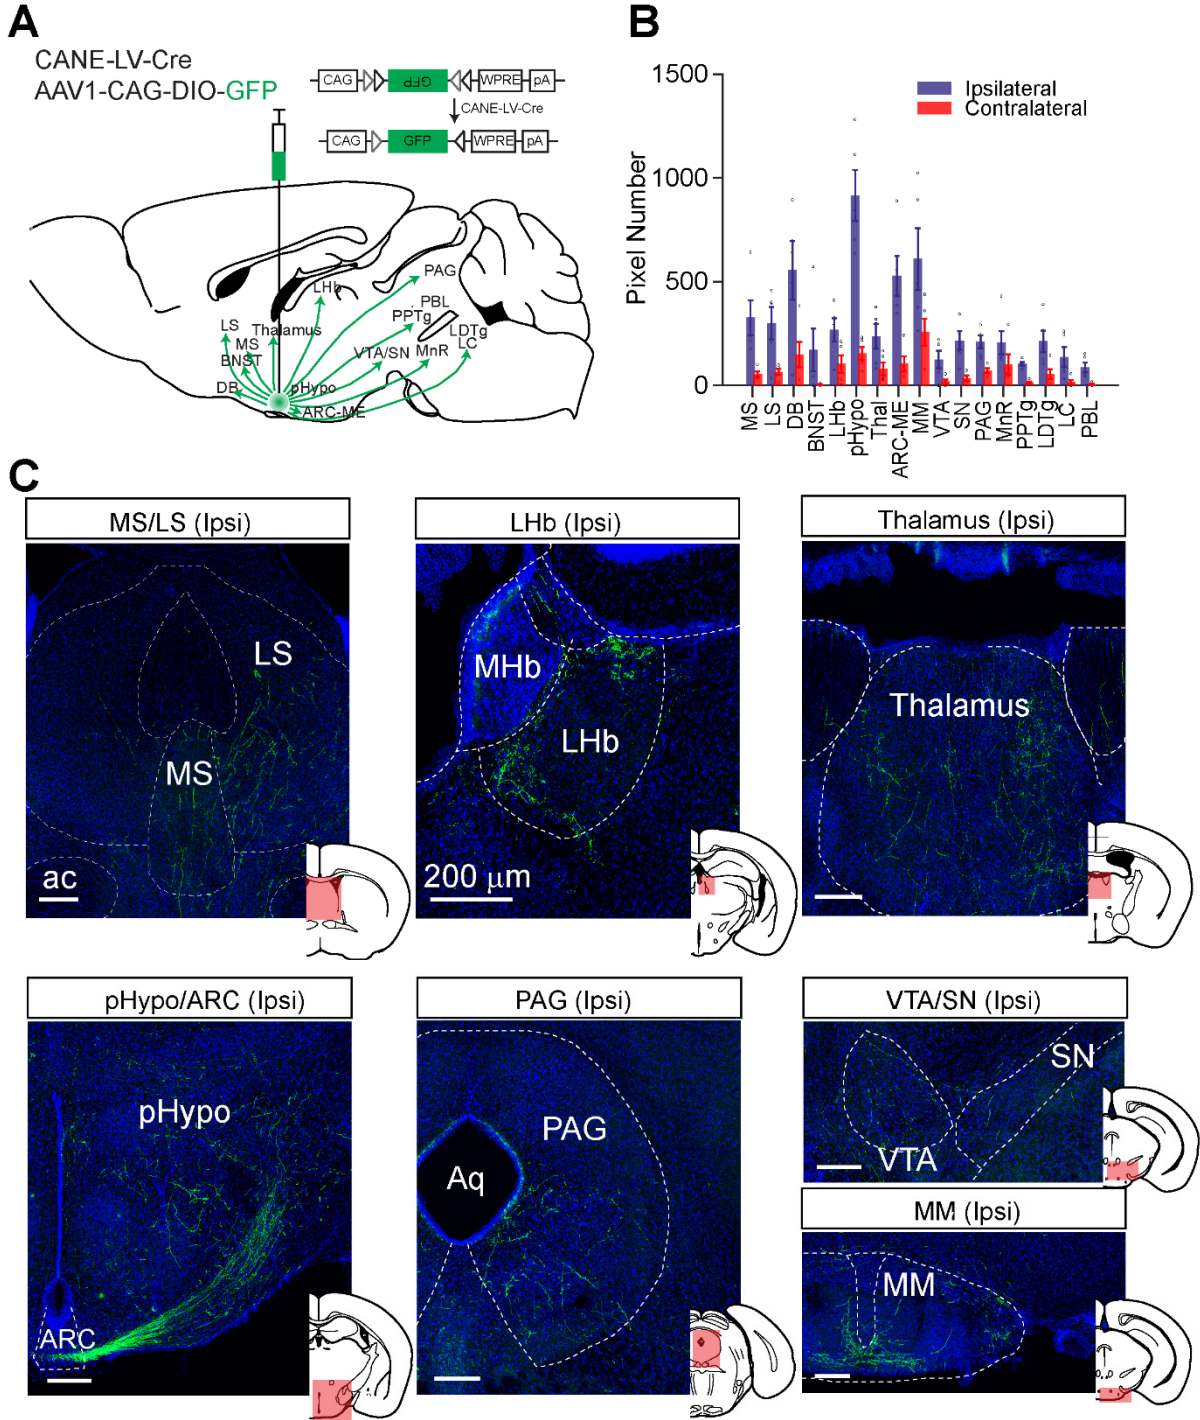 A
CANE-LV-Cre
AAV1-CAG-DIO-GFP
CAG GFP WPRE pA
CANE-LV-Cre
CAG GFP WPRE pA
PAG
LHb
PBL
PPTg
LS
Thalamus
LDTg
MS
LC
VTA/SN
MnR
BNST
DB
pHypo
ARC-ME
B
1500
Ipsilateral
Contralateral
1000
Pixel Number
500
0
MS
LS
DB
BNST
LHb
pHypo
Thal
ARC-ME
MM
VTA
SN
PAG
MnR
PPTg
LDTg
LC
PBL
C
MS/LS (Ipsi)
LS
MS
ac
LHb (Ipsi)
MHb
LHb
200 μm
Thalamus (Ipsi)
Thalamus
pHypo/ARC (Ipsi)
pHypo
ARC
PAG (Ipsi)
PAG
Aq
VTA/SN (Ipsi)
SN
VTA
MM (Ipsi)
MM